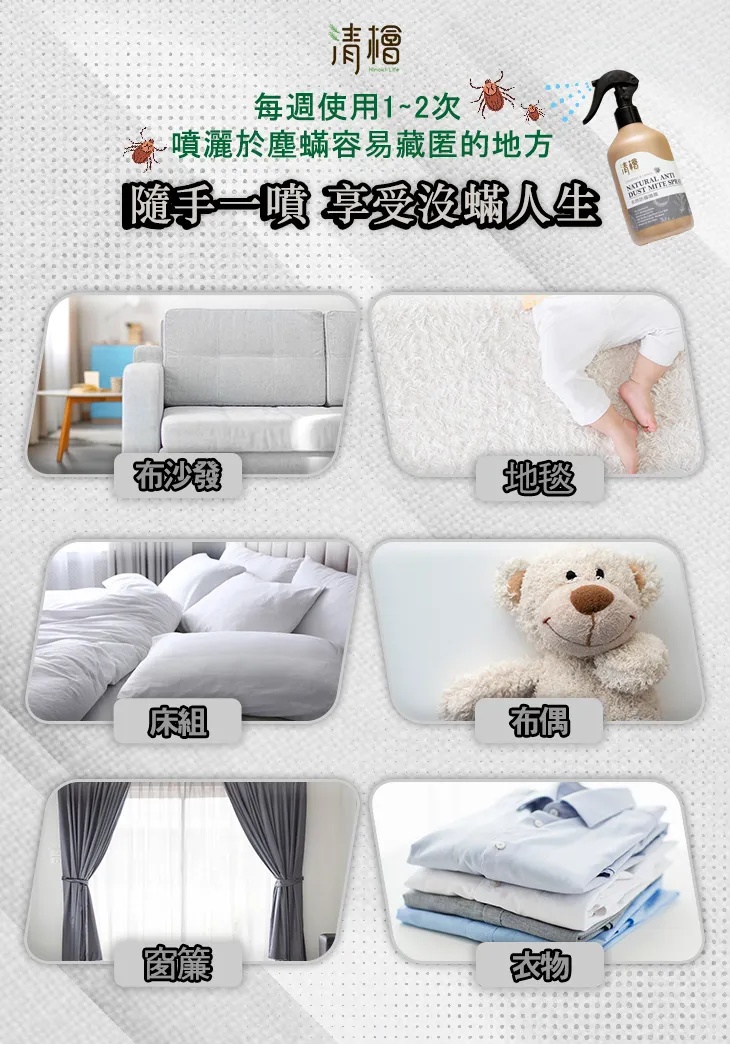 清檜
Hinoki Life
每週使用1~2次
噴灑於塵蟎容易藏匿的地方
隨手一噴 享受沒蟎人生
清檜
NATURAL ANTI
DUST MITE SPRAY
布沙發
地毯
床組
布偶
窗簾
衣物